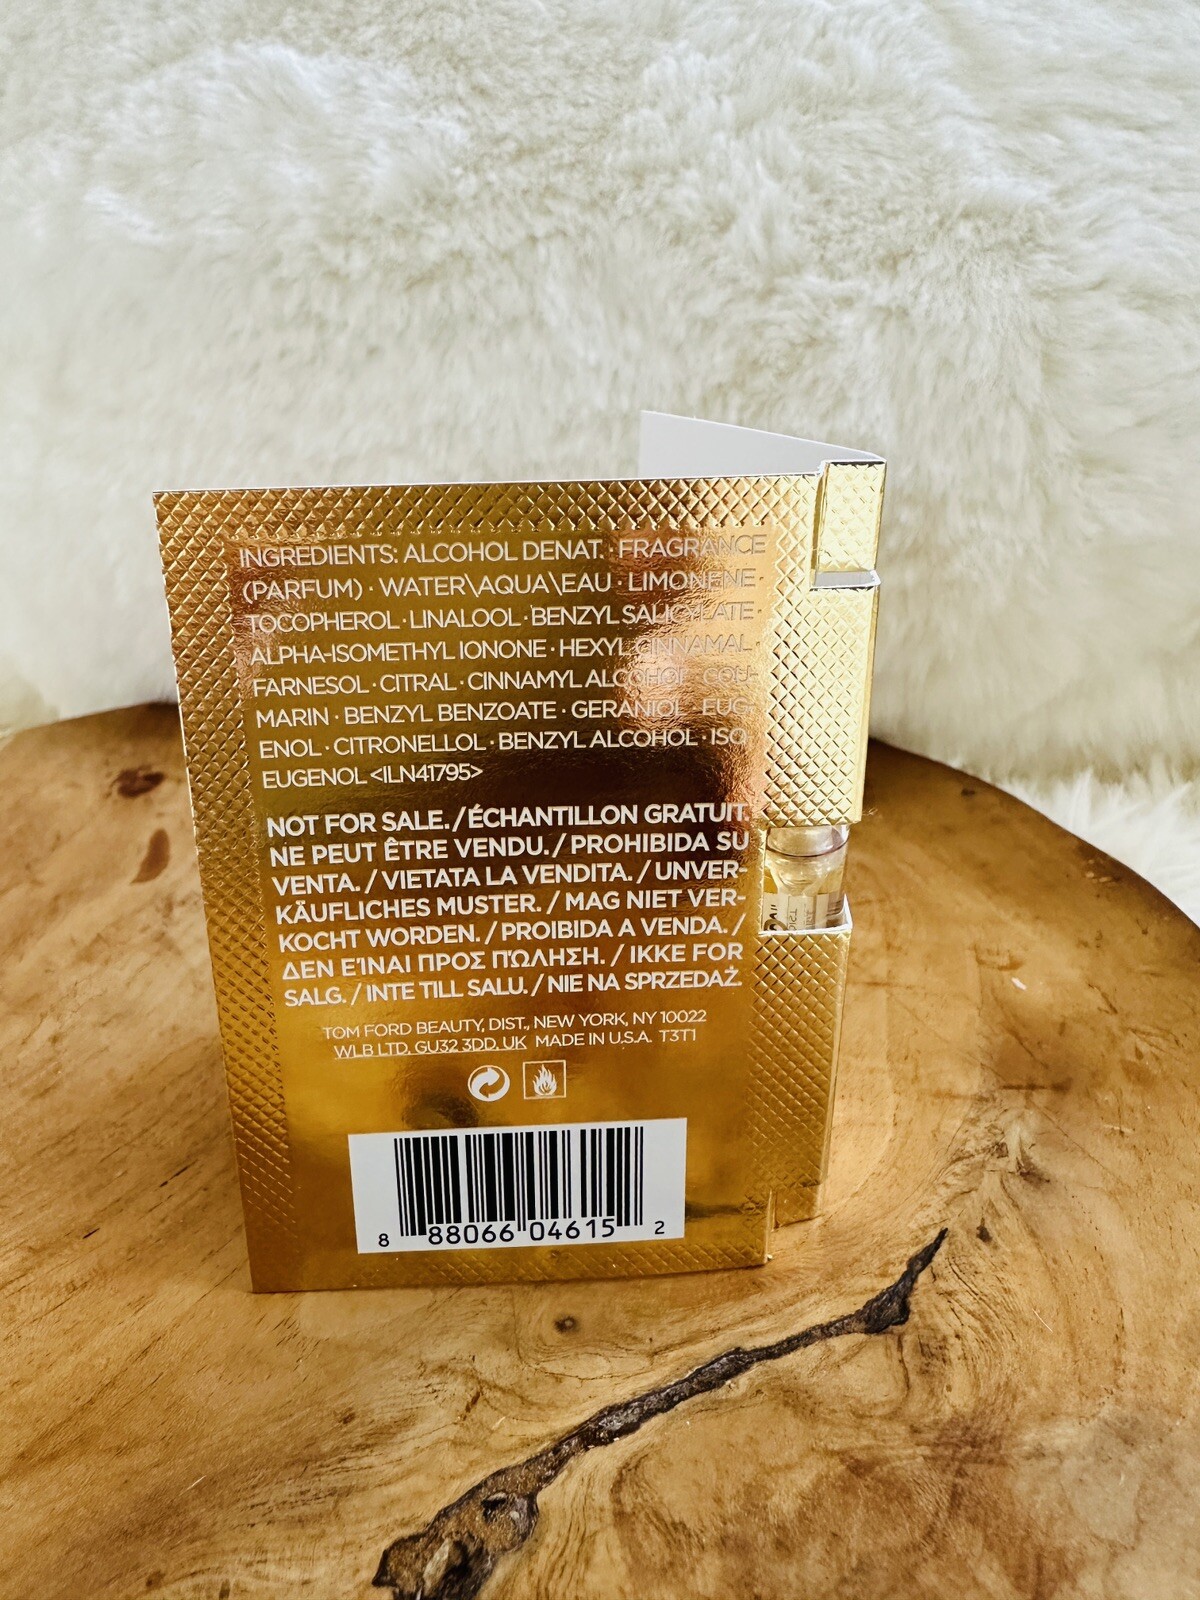 INGREDIENTS: ALCOHOL DENAT. · FRAGRANCE
(PARFUM) · WATER\AQUA\EAU · LIMONENE ·
TOCOPHEROL · LINALOOL · BENZYL SALICYLATE ·
ALPHA-ISOMETHYL IONONE · HEXYL CINNAMAL ·
FARNESOL · CITRAL · CINNAMYL ALCOHOL · COU-
MARIN · BENZYL BENZOATE · GERANIOL · EUG-
ENOL · CITRONELLOL · BENZYL ALCOHOL · ISO
EUGENOL <ILN41795>
NOT FOR SALE. / ÉCHANTILLON GRATUIT.
NE PEUT ÊTRE VENDU. / PROHIBIDA SU
VENTA. / VIETATA LA VENDITA. / UNVER-
KÄUFLICHES MUSTER. / MAG NIET VER-
KOCHT WORDEN. / PROIBIDA A VENDA. /
ΔΕΝ ΕΊΝΑΙ ΠΡΟΣ ΠΏΛΗΣΗ. / IKKE FOR
SALG. / INTE TILL SALU. / NIE NA SPRZEDAŻ.
TOM FORD BEAUTY, DIST., NEW YORK, NY 10022
WLB LTD. GU32 3DD, UK MADE IN U.S.A. T3T1
8 88066 04615 2